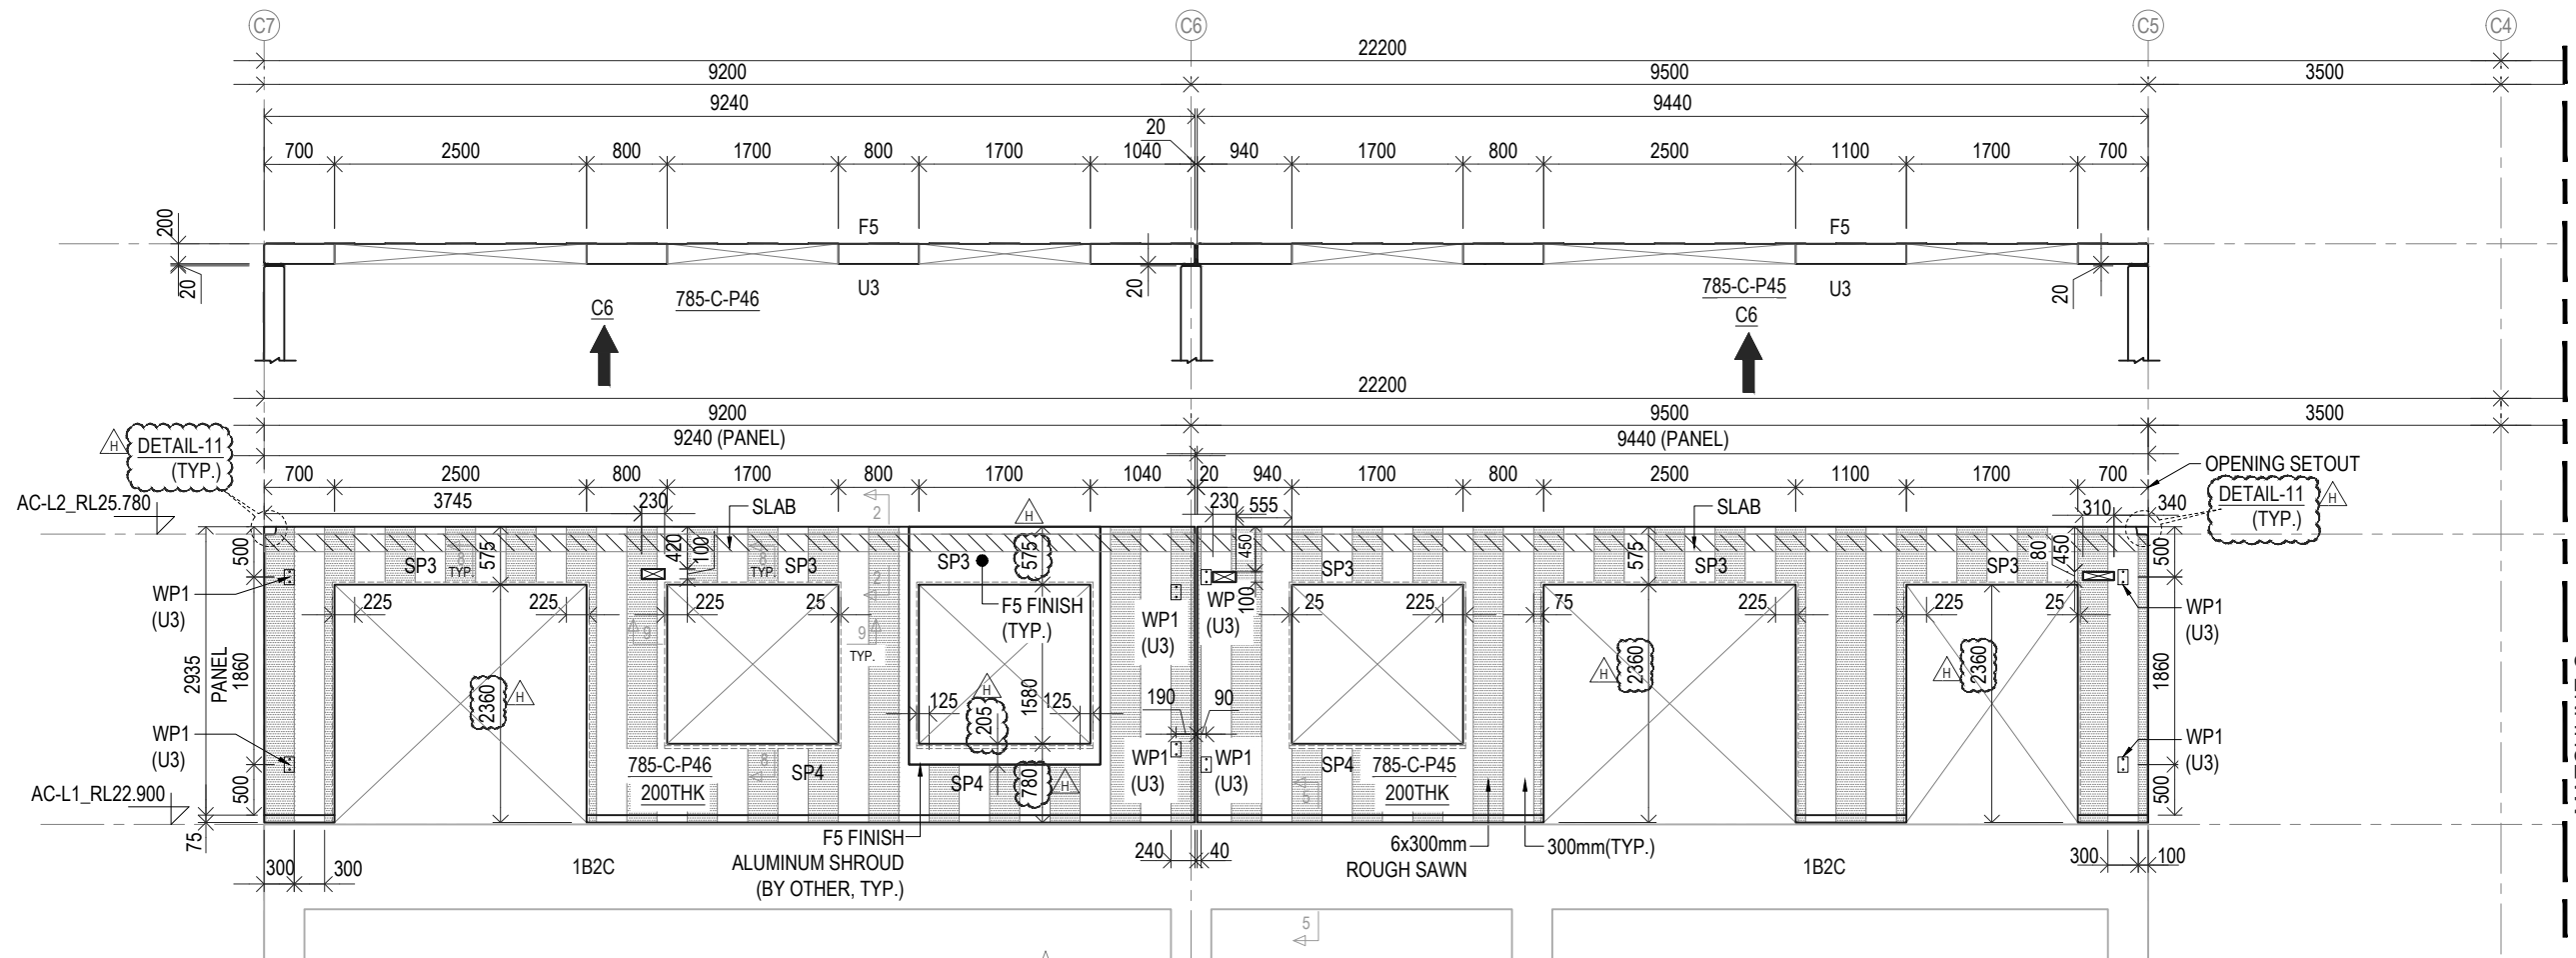 C7
C6
C5
C4
22200
9200
9500
3500
9240
9440
20
700
2500
800
1700
800
1700
1040
940
1700
800
2500
1100
1700
700
200
F5
F5
20
U3
20
U3
20
785-C-P46
785-C-P45
C6
C6
22200
9200
9500
3500
9240 (PANEL)
9440 (PANEL)
H
DETAIL-11
(TYP.)
700
2500
800
1700
800
1700
1040
20
940
1700
800
2500
1100
1700
700
OPENING SETOUT
3745
230
SLAB
2
H
230
555
SLAB
310
340
DETAIL-11
(TYP.)
H
AC-L2_RL25.780
500
575
420
100
575
450
575
80
450
500
SP3
TYP.
8
TYP.
SP3
SP3
2
SP3
SP3
SP3
WP1
(U3)
F5 FINISH
(TYP.)
WP1
(U3)
WP
(U3)
100
WP1
(U3)
225
225
225
25
25
225
75
225
225
25
9
9
TYP.
2935
PANEL
1860
2360
H
125
H
205
1580
125
190
90
H
2360
H
2360
1860
WP1
(U3)
785-C-P46
200THK
8
SP4
SP4
780
H
WP1
(U3)
WP1
(U3)
SP4
785-C-P45
200THK
5
WP1
(U3)
AC-L1_RL22.900
500
500
75
300
300
1B2C
F5 FINISH
ALUMINUM SHROUD
(BY OTHER, TYP.)
240
40
6x300mm
ROUGH SAWN
300mm(TYP.)
1B2C
300
100
5